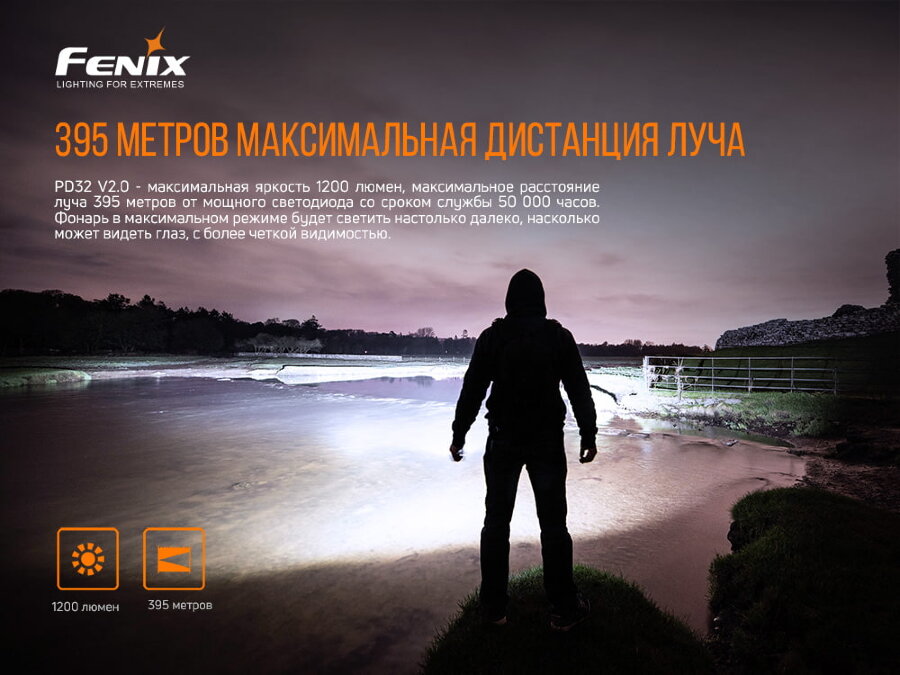 FENIX
LIGHTING FOR EXTREMES
395 МЕТРОВ МАКСИМАЛЬНАЯ ДИСТАНЦИЯ ЛУЧА
PD32 V2.0 - максимальная яркость 1200 люмен, максимальное расстояние
луча 395 метров от мощного светодиода со сроком службы 50 000 часов.
Фонарь в максимальном режиме будет светить настолько далеко, насколько
может видеть глаз, с более четкой видимостью.
1200 люмен
395 метров